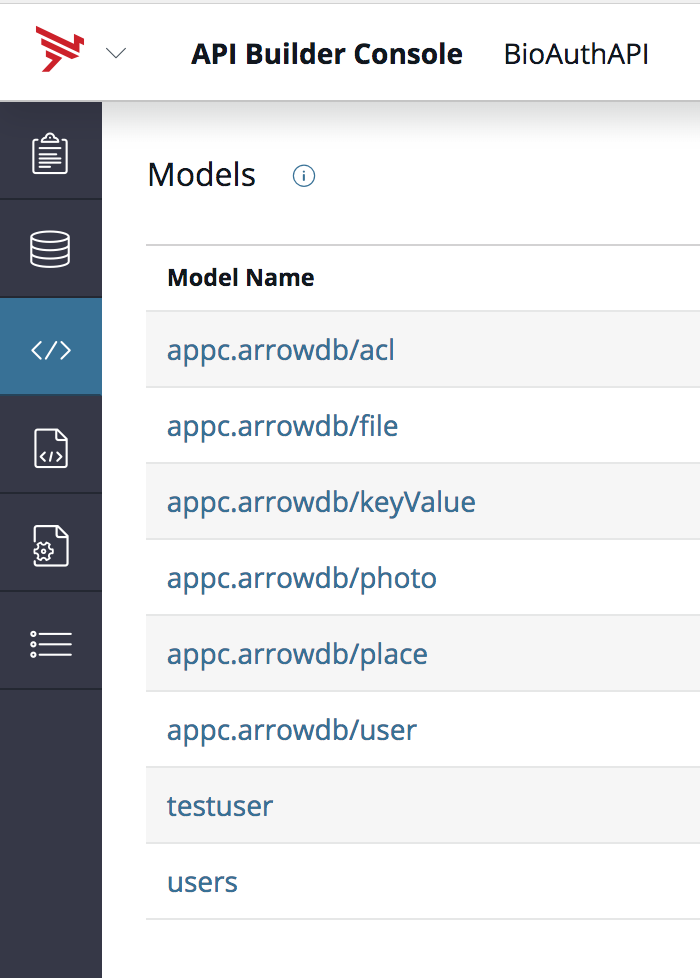 API Builder Console BioAuthAPI
Models
Model Name
appc.arrowdb/acl
appc.arrowdb/file
appc.arrowdb/keyValue
appc.arrowdb/photo
appc.arrowdb/place
appc.arrowdb/user
testuser
users